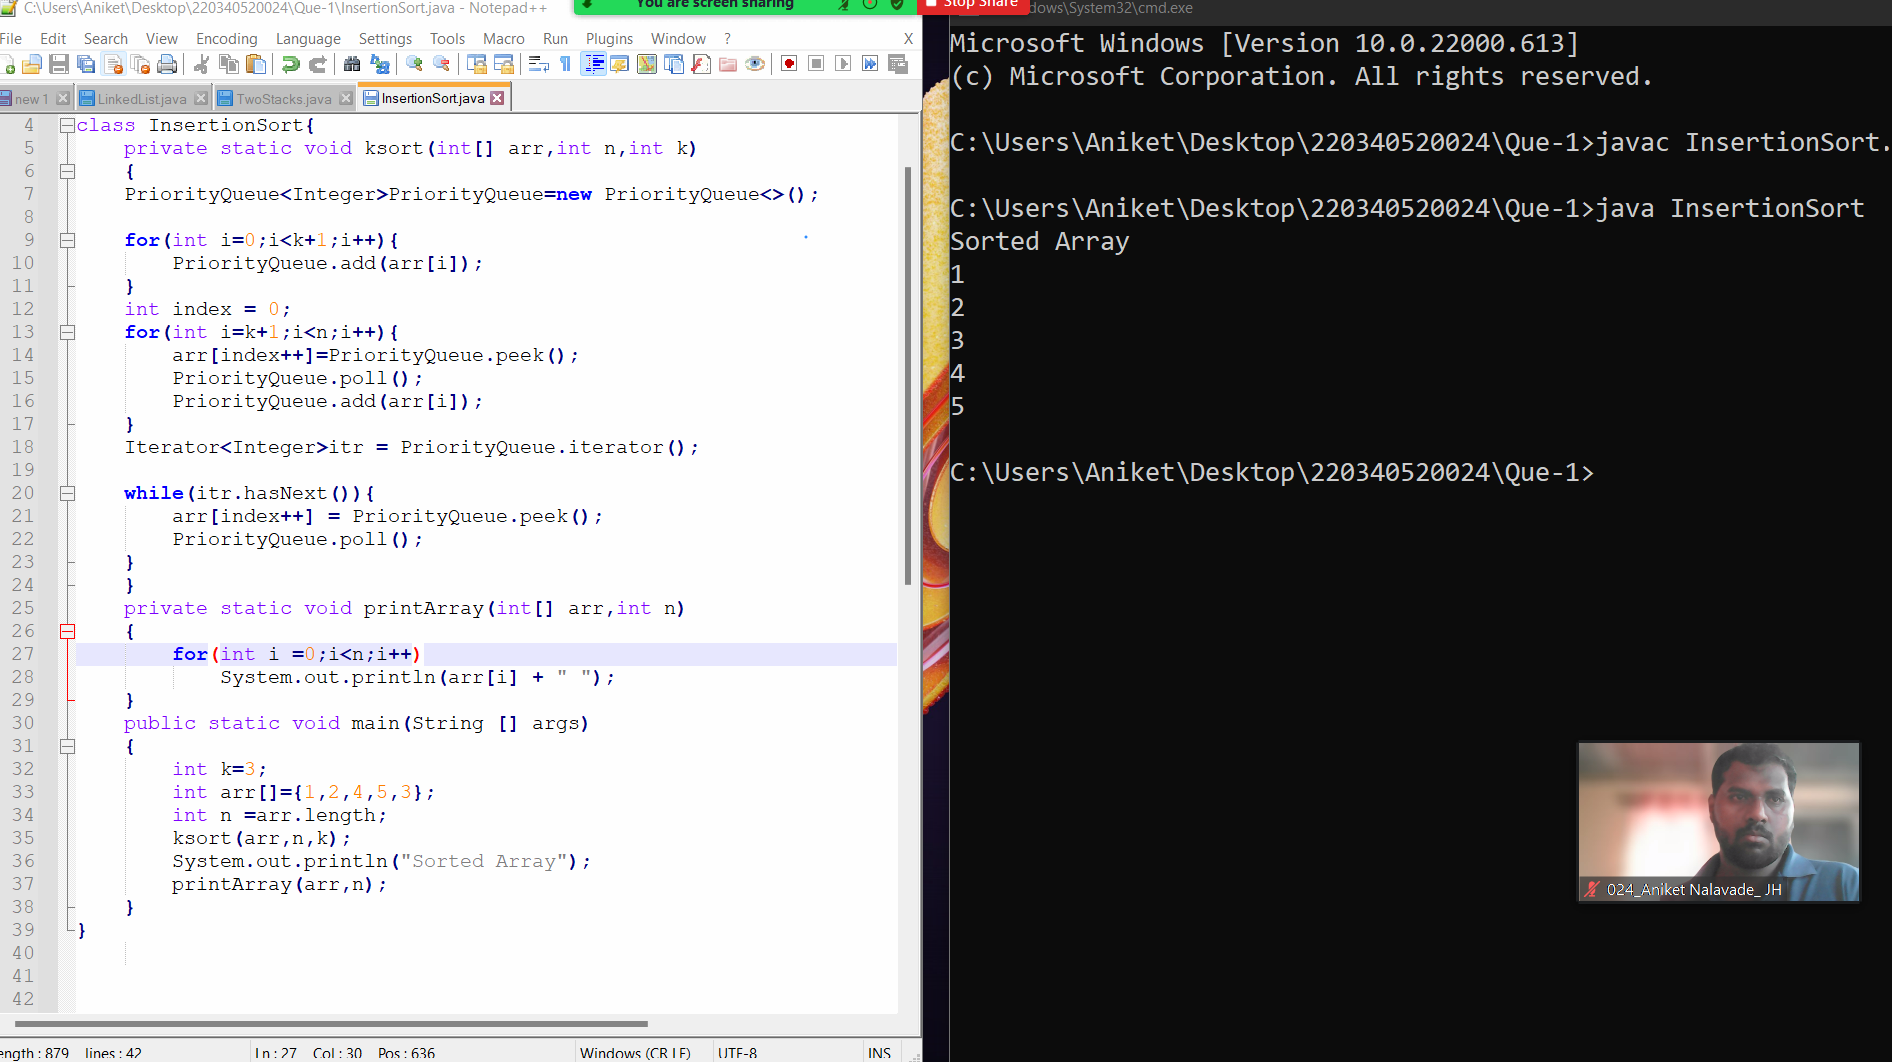 C:\Users\Aniket\Desktop\220340520024\Que-1\InsertionSort.java - Notepad++
You are screen sharing
Stop Share
dows\System32\cmd.exe
File Edit Search View Encoding Language Settings Tools Macro Run Plugins Window ? X
new 1 LinkedList.java TwoStacks.java InsertionSort.java
4 class InsertionSort{
5 private static void ksort(int[] arr,int n,int k)
6 {
7 PriorityQueue<Integer>PriorityQueue=new PriorityQueue<>();
8
9 for(int i=0;i<k+1;i++){
10 PriorityQueue.add(arr[i]);
11 }
12 int index = 0;
13 for(int i=k+1;i<n;i++){
14 arr[index++]=PriorityQueue.peek();
15 PriorityQueue.poll();
16 PriorityQueue.add(arr[i]);
17 }
18 Iterator<Integer>itr = PriorityQueue.iterator();
19
20 while(itr.hasNext()){
21 arr[index++] = PriorityQueue.peek();
22 PriorityQueue.poll();
23 }
24 }
25 private static void printArray(int[] arr,int n)
26 {
27 for(int i =0;i<n;i++)
28 System.out.println(arr[i] + " ");
29 }
30 public static void main(String [] args)
31 {
32 int k=3;
33 int arr[]={1,2,4,5,3};
34 int n =arr.length;
35 ksort(arr,n,k);
36 System.out.println("Sorted Array");
37 printArray(arr,n);
38 }
39 }
40
41
42
ength : 879 lines : 42 Ln : 27 Col : 30 Pos : 636 Windows (CR LF) UTF-8 INS
Microsoft Windows [Version 10.0.22000.613]
(c) Microsoft Corporation. All rights reserved.
C:\Users\Aniket\Desktop\220340520024\Que-1>javac InsertionSort.
C:\Users\Aniket\Desktop\220340520024\Que-1>java InsertionSort
Sorted Array
1
2
3
4
5
C:\Users\Aniket\Desktop\220340520024\Que-1>
024_Aniket Nalavade_ JH